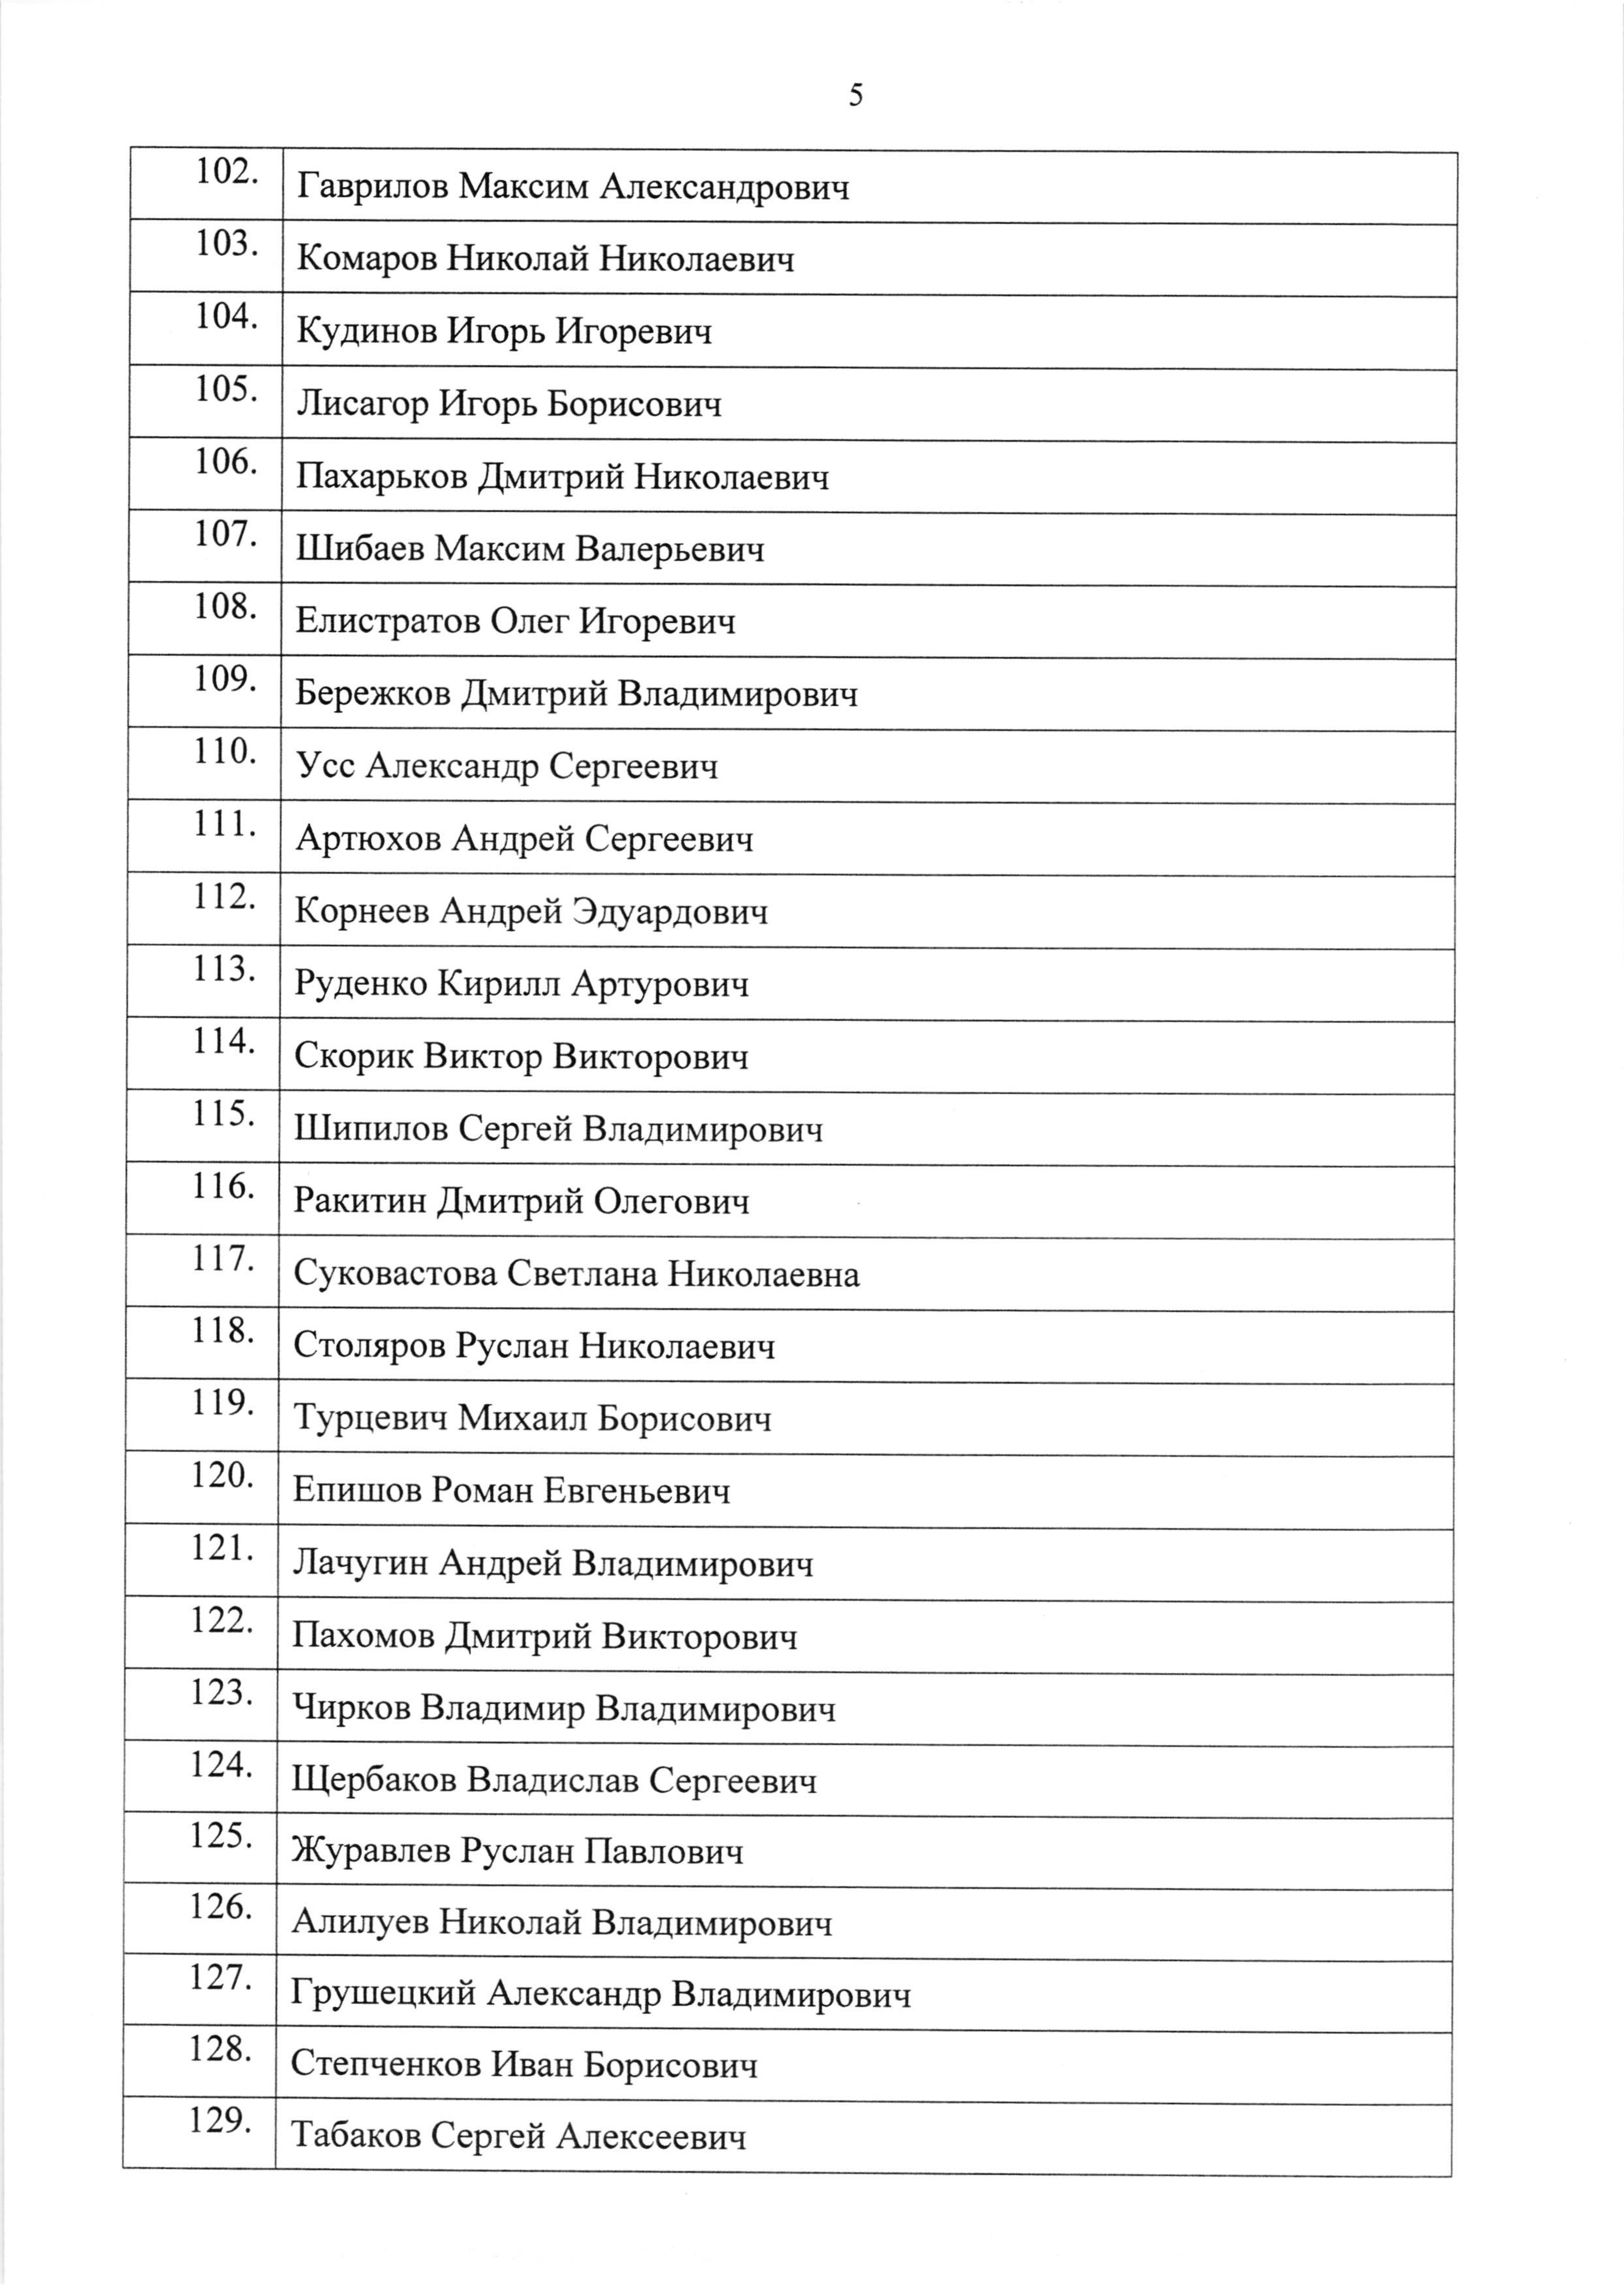 5
102. Гаврилов Максим Александрович
103. Комаров Николай Николаевич
104. Кудинов Игорь Игоревич
105. Лисагор Игорь Борисович
106. Пахарьков Дмитрий Николаевич
107. Шибаев Максим Валерьевич
108. Елистратов Олег Игоревич
109. Бережков Дмитрий Владимирович
110. Усс Александр Сергеевич
111. Артюхов Андрей Сергеевич
112. Корнеев Андрей Эдуардович
113. Руденко Кирилл Артурович
114. Скорик Виктор Викторович
115. Шипилов Сергей Владимирович
116. Ракитин Дмитрий Олегович
117. Суковастова Светлана Николаевна
118. Столяров Руслан Николаевич
119. Турцевич Михаил Борисович
120. Епишов Роман Евгеньевич
121. Лачугин Андрей Владимирович
122. Пахомов Дмитрий Викторович
123. Чирков Владимир Владимирович
124. Щербаков Владислав Сергеевич
125. Журавлев Руслан Павлович
126. Алилуев Николай Владимирович
127. Грушецкий Александр Владимирович
128. Степченков Иван Борисович
129. Табаков Сергей Алексеевич